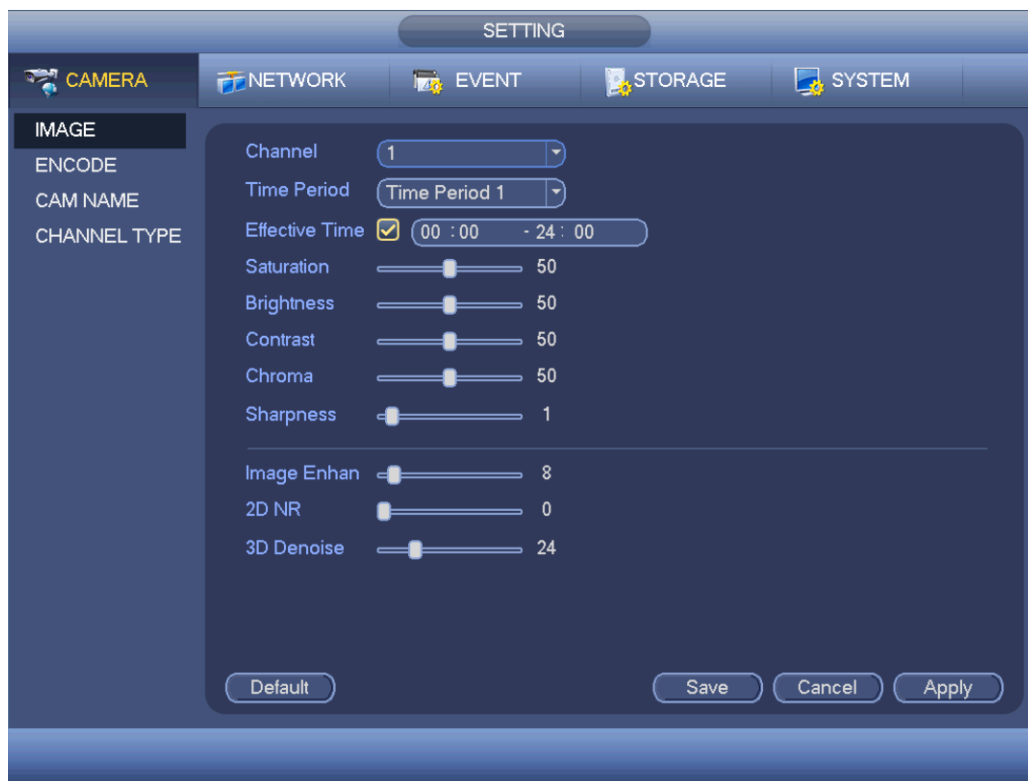 SETTING
CAMERA NETWORK EVENT STORAGE SYSTEM
IMAGE
ENCODE
CAM NAME
CHANNEL TYPE
Channel 1
Time Period Time Period 1
Effective Time 00 :00 - 24 : 00
Saturation 50
Brightness 50
Contrast 50
Chroma 50
Sharpness 1
Image Enhan 8
2D NR 0
3D Denoise 24
Default Save Cancel Apply